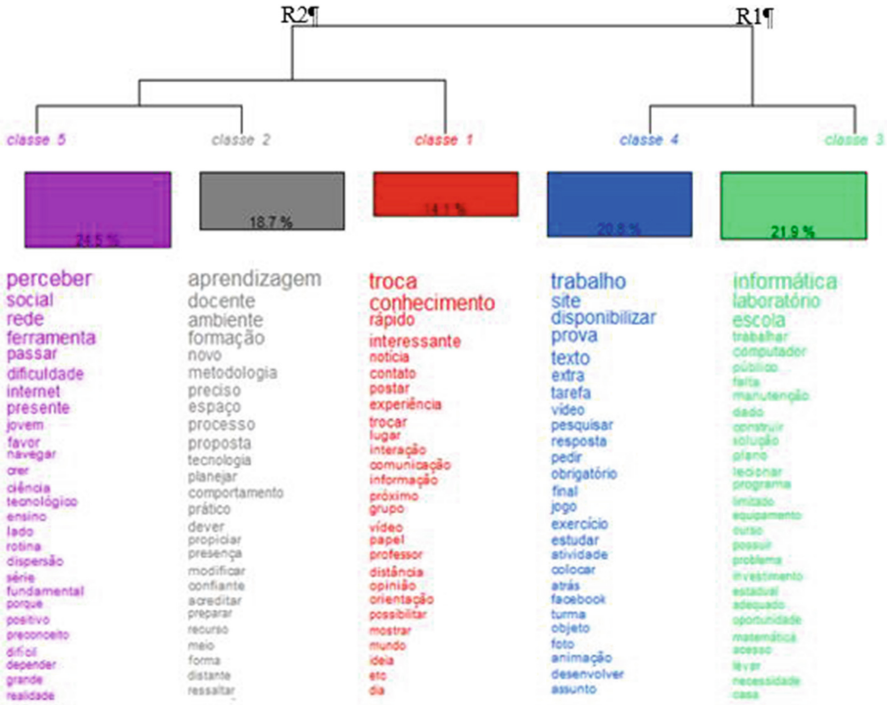 R2¶ R1¶
classe 5 classe 2 classe 1 classe 4 classe 3
24.5 % 18.7 % 14.1 % 20.8 % 21.9 %
perceber
social
rede
ferramenta
passar
dificuldade
internet
presente
jovem
favor
navegar
crer
ciência
tecnológico
ensino
lado
rotina
dispersão
série
fundamental
porque
positivo
preconceito
difícil
depender
grande
realidade
aprendizagem
docente
ambiente
formação
novo
metodologia
preciso
espaço
processo
proposta
tecnologia
planejar
comportamento
prático
dever
propiciar
presença
modificar
confiante
acreditar
preparar
recurso
meio
forma
distante
ressaltar
troca
conhecimento
rápido
interessante
notícia
contato
postar
experiência
trocar
lugar
interação
comunicação
informação
próximo
grupo
vídeo
papel
professor
distância
opinião
orientação
possibilitar
mostrar
mundo
ideia
etc
dia
trabalho
site
disponibilizar
prova
texto
extra
tarefa
vídeo
pesquisar
resposta
pedir
obrigatório
final
jogo
exercício
estudar
atividade
colocar
atrás
facebook
turma
objeto
foto
animação
desenvolver
assunto
informática
laboratório
escola
trabalhar
computador
público
falta
manutenção
dado
construir
solução
plano
lecionar
programa
limitado
equipamento
curso
possuir
problema
investimento
estadual
adequado
oportunidade
matemática
acesso
levar
necessidade
casa